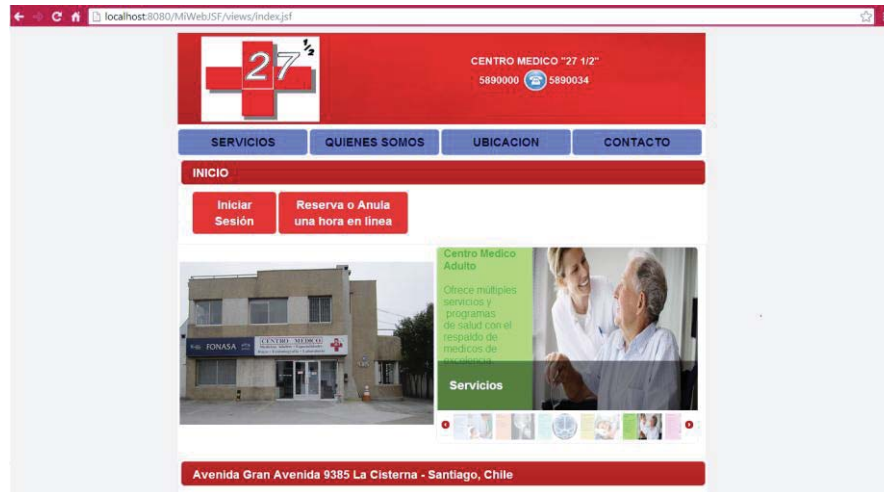 localhost:8080/MiWebJSF/views/index.jsf
27 1/2
CENTRO MEDICO "27 1/2"
5890000 5890034
SERVICIOS QUIENES SOMOS UBICACION CONTACTO
INICIO
Iniciar
Sesión
Reserva o Anula
una hora en linea
FONASA
CENTRO MEDICO
Centro Medico
Adulto
Ofrece múltiples
servicios y
programas
de salud con el
respaldo de
medicos de
excelencia.
Servicios
Avenida Gran Avenida 9385 La Cisterna - Santiago, Chile